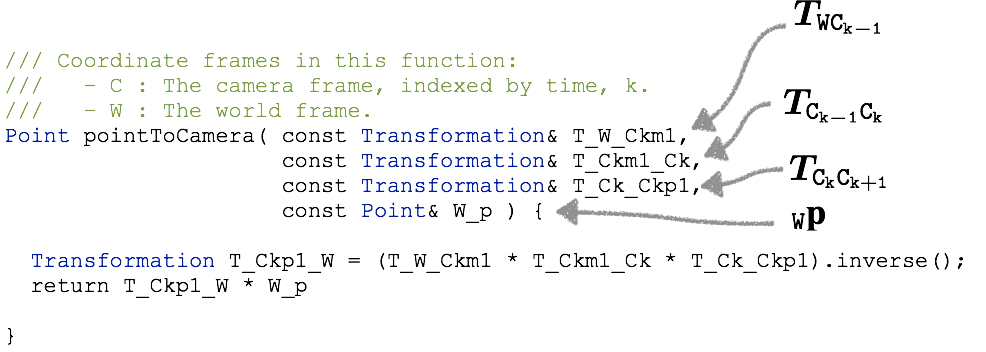 T_WC_k−1
/// Coordinate frames in this function:
///   - C : The camera frame, indexed by time, k.
///   - W : The world frame.
T_C_k−1C_k
Point pointToCamera( const Transformation& T_W_Ckm1,
const Transformation& T_Ckm1_Ck,
const Transformation& T_Ck_Ckp1,
T_C_kC_k+1
const Point& W_p ) {
Wp
Transformation T_Ckp1_W = (T_W_Ckm1 * T_Ckm1_Ck * T_Ck_Ckp1).inverse();
return T_Ckp1_W * W_p
}